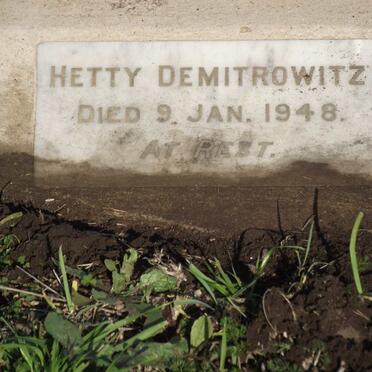 HETTY DEMITROWITZ
DIED 9 JAN. 1948.
AT REST.